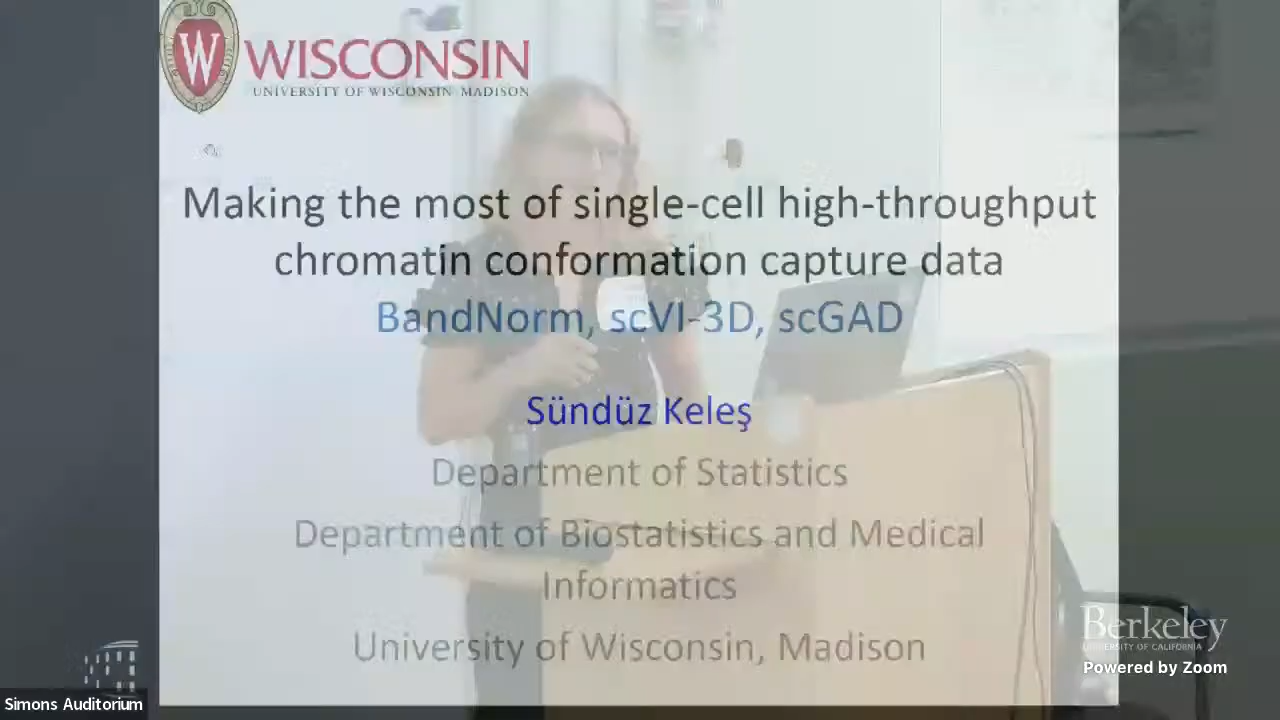 WISCONSIN
UNIVERSITY OF WISCONSIN–MADISON
Making the most of single-cell high-throughput
chromatin conformation capture data
BandNorm, scVI-3D, scGAD
Sündüz Keleş
Department of Statistics
Department of Biostatistics and Medical
Informatics
University of Wisconsin, Madison
Berkeley
UNIVERSITY OF CALIFORNIA
Powered by Zoom
Simons Auditorium